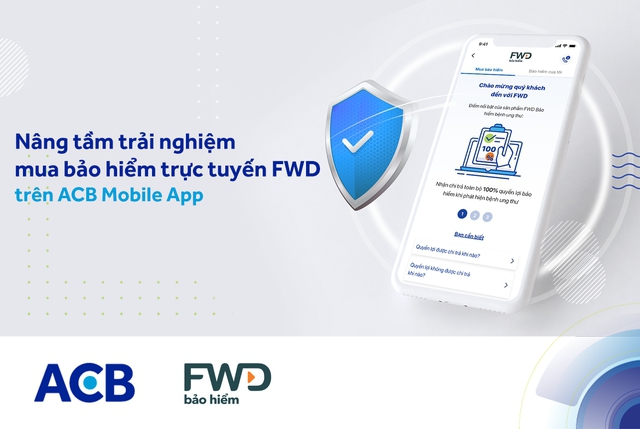 Nâng tầm trải nghiệm
mua bảo hiểm trực tuyến FWD
trên ACB Mobile App
9:41
FWD
bảo hiểm
Mua bảo hiểm
Bảo hiểm của tôi
Chào mừng quý khách
đến với FWD
Điểm nổi bật của sản phẩm FWD Bảo
hiểm bệnh ung thư
100
Nhận chi trả toàn bộ 100% quyền lợi bảo
hiểm khi phát hiện bệnh ung thư
1 2 3
Bạn cần biết
Quyền lợi được chi trả khi nào?
Quyền lợi không được chi trả
khi nào?
ACB
FWD
bảo hiểm